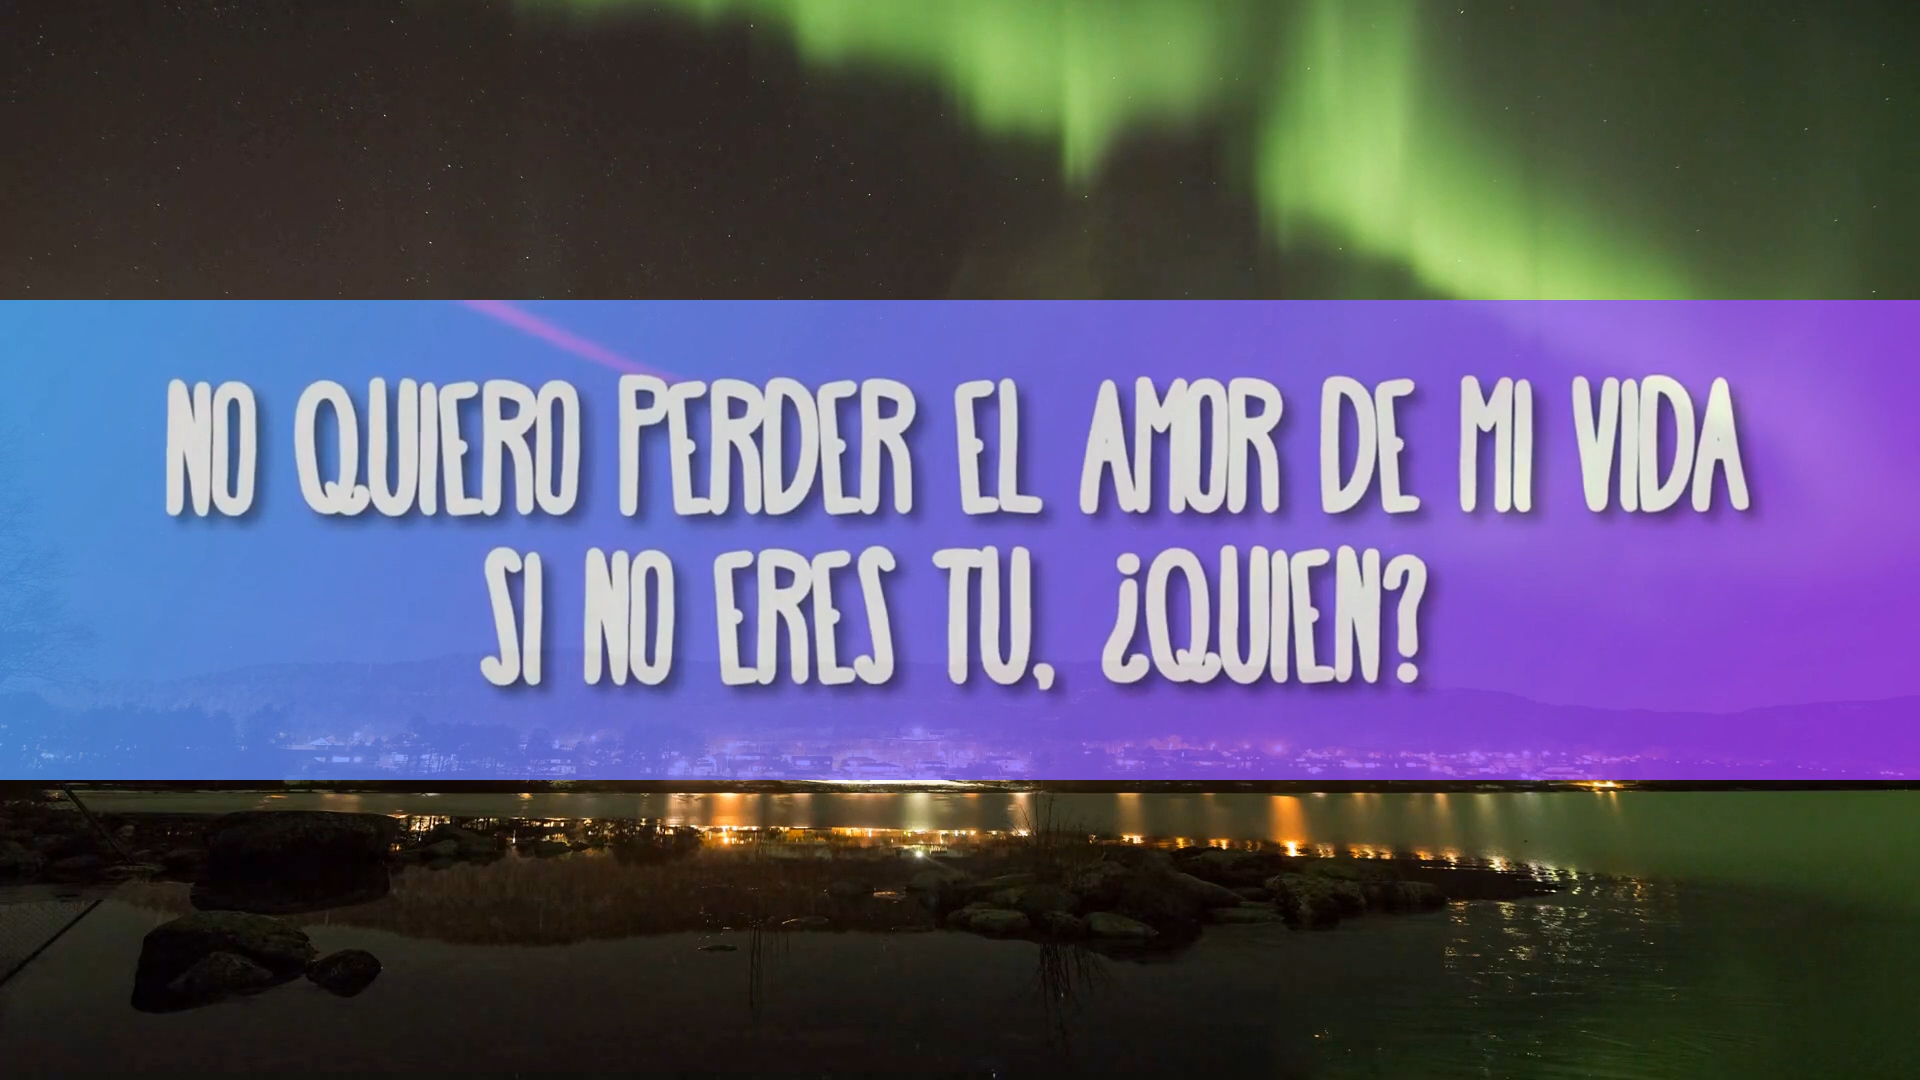 NO QUIERO PERDER EL AMOR DE MI VIDA
SI NO ERES TU, ¿QUIEN?